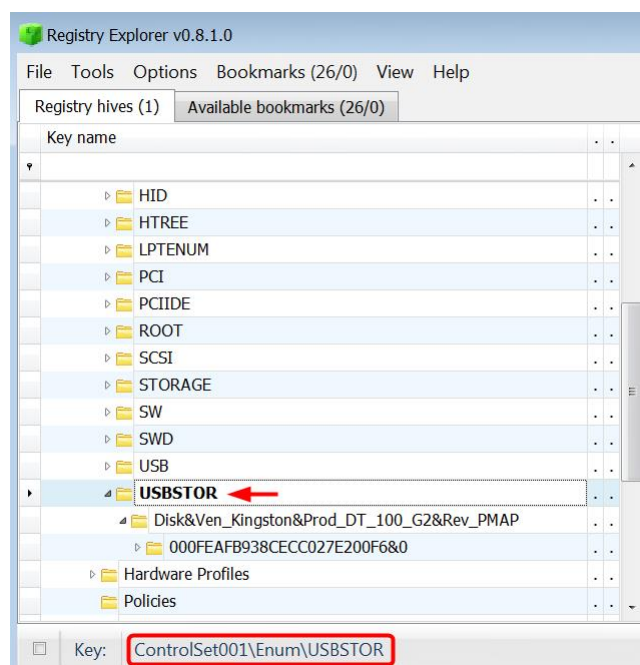 Registry Explorer v0.8.1.0
File Tools Options Bookmarks (26/0) View Help
Registry hives (1) Available bookmarks (26/0)
Key name . .
HID . .
HTREE . .
LPTENUM . .
PCI . .
PCIIDE . .
ROOT . .
SCSI . .
STORAGE . .
SW . .
SWD . .
USB . .
USBSTOR . .
Disk&Ven_Kingston&Prod_DT_100_G2&Rev_PMAP . .
000FEAFB938CECC027E200F6&0 . .
Hardware Profiles . .
Policies . .
Key: ControlSet001\Enum\USBSTOR